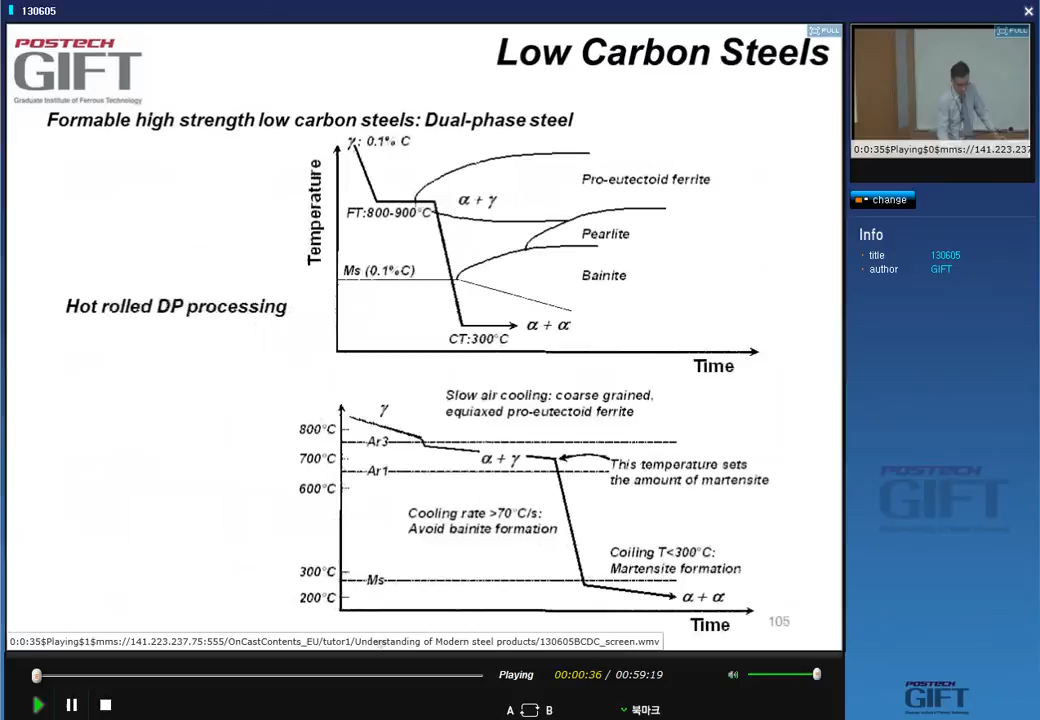 130605
POSTECH
GIFT
Graduate Institute of Ferrous Technology
FULL
Low Carbon Steels
Formable high strength low carbon steels: Dual-phase steel
γ: 0.1% C
Temperature
Pro-eutectoid ferrite
α + γ
FT:800-900°C
Pearlite
Ms (0.1%C)
Bainite
Hot rolled DP processing
α + α
CT:300°C
Time
Slow air cooling: coarse grained,
equiaxed pro-eutectoid ferrite
γ
800°C
Ar3
700°C
α + γ
This temperature sets
the amount of martensite
Ar1
600°C
Cooling rate >70°C/s:
Avoid bainite formation
Coiling T<300°C:
Martensite formation
300°C
Ms
200°C
α + α
Time
105
0:0:35$Playing$1$mms://141.223.237.75:555/OnCastContents_EU/tutor1/Understanding of Modern steel products/130605BCDC_screen.wmv
Playing
00:00:36 / 00:59:19
A B
북마크
FULL
0:0:35$Playing$0$mms://141.223.237
change
Info
title 130605
author GIFT
POSTECH
GIFT
POSTECH
GIFT